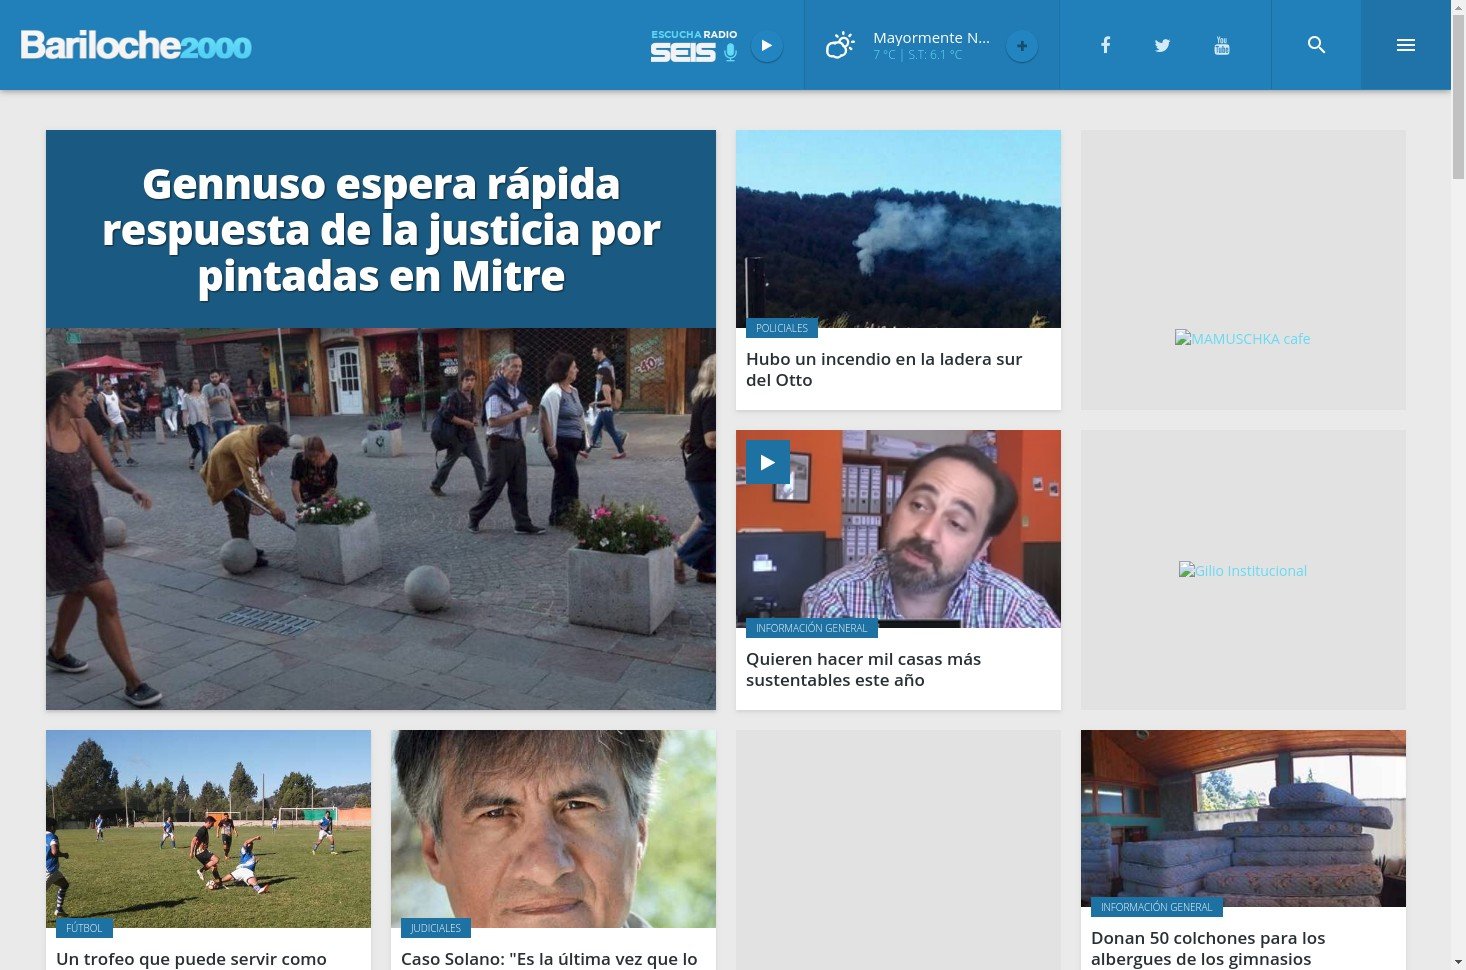 Bariloche2000
ESCUCHA RADIO
SEIS
Mayormente N...
7 °C | S.T: 6.1 °C
You
Tube
Gennuso espera rápida
respuesta de la justicia por
pintadas en Mitre
POLICIALES
Hubo un incendio en la ladera sur
del Otto
MAMUSCHKA cafe
INFORMACIÓN GENERAL
Quieren hacer mil casas más
sustentables este año
Gilio Institucional
FÚTBOL
Un trofeo que puede servir como
JUDICIALES
Caso Solano: "Es la última vez que lo
INFORMACIÓN GENERAL
Donan 50 colchones para los
albergues de los gimnasios